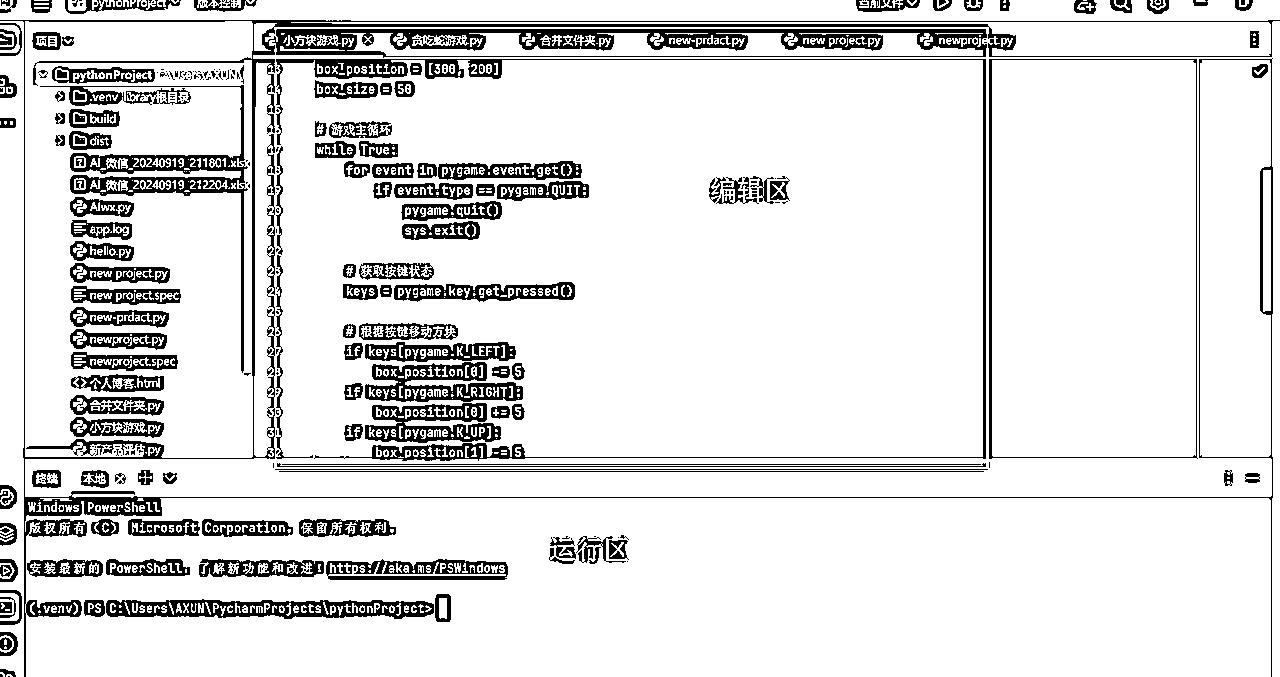 pythonProject 版本控制 当前文件
项目
小方块游戏.py 贪吃蛇游戏.py 合并文件夹.py new-prdact.py new project.py newproject.py
pythonProject C:\Users\AXUN\
.venv library根目录
build
dist
AI_微信_20240919_211801.xlsx
AI_微信_20240919_212204.xlsx
AIwx.py
app.log
hello.py
new project.py
new project.spec
new-prdact.py
newproject.py
newproject.spec
个人博客.html
合并文件夹.py
小方块游戏.py
新产品评估.py
13 box_position = [300, 200]
14 box_size = 50
15
16 # 游戏主循环
17 while True:
18 for event in pygame.event.get():
19 if event.type == pygame.QUIT:
20 pygame.quit()
21 sys.exit()
22
23 # 获取按键状态
24 keys = pygame.key.get_pressed()
25
26 # 根据按键移动方块
27 if keys[pygame.K_LEFT]:
28 box_position[0] -= 5
29 if keys[pygame.K_RIGHT]:
30 box_position[0] += 5
31 if keys[pygame.K_UP]:
32 box_position[1] -= 5
编辑区
终端 本地
Windows PowerShell
版权所有 (C) Microsoft Corporation。保留所有权利。
安装最新的 PowerShell，了解新功能和改进！https://aka.ms/PSWindows
(.venv) PS C:\Users\AXUN\PycharmProjects\pythonProject>
运行区